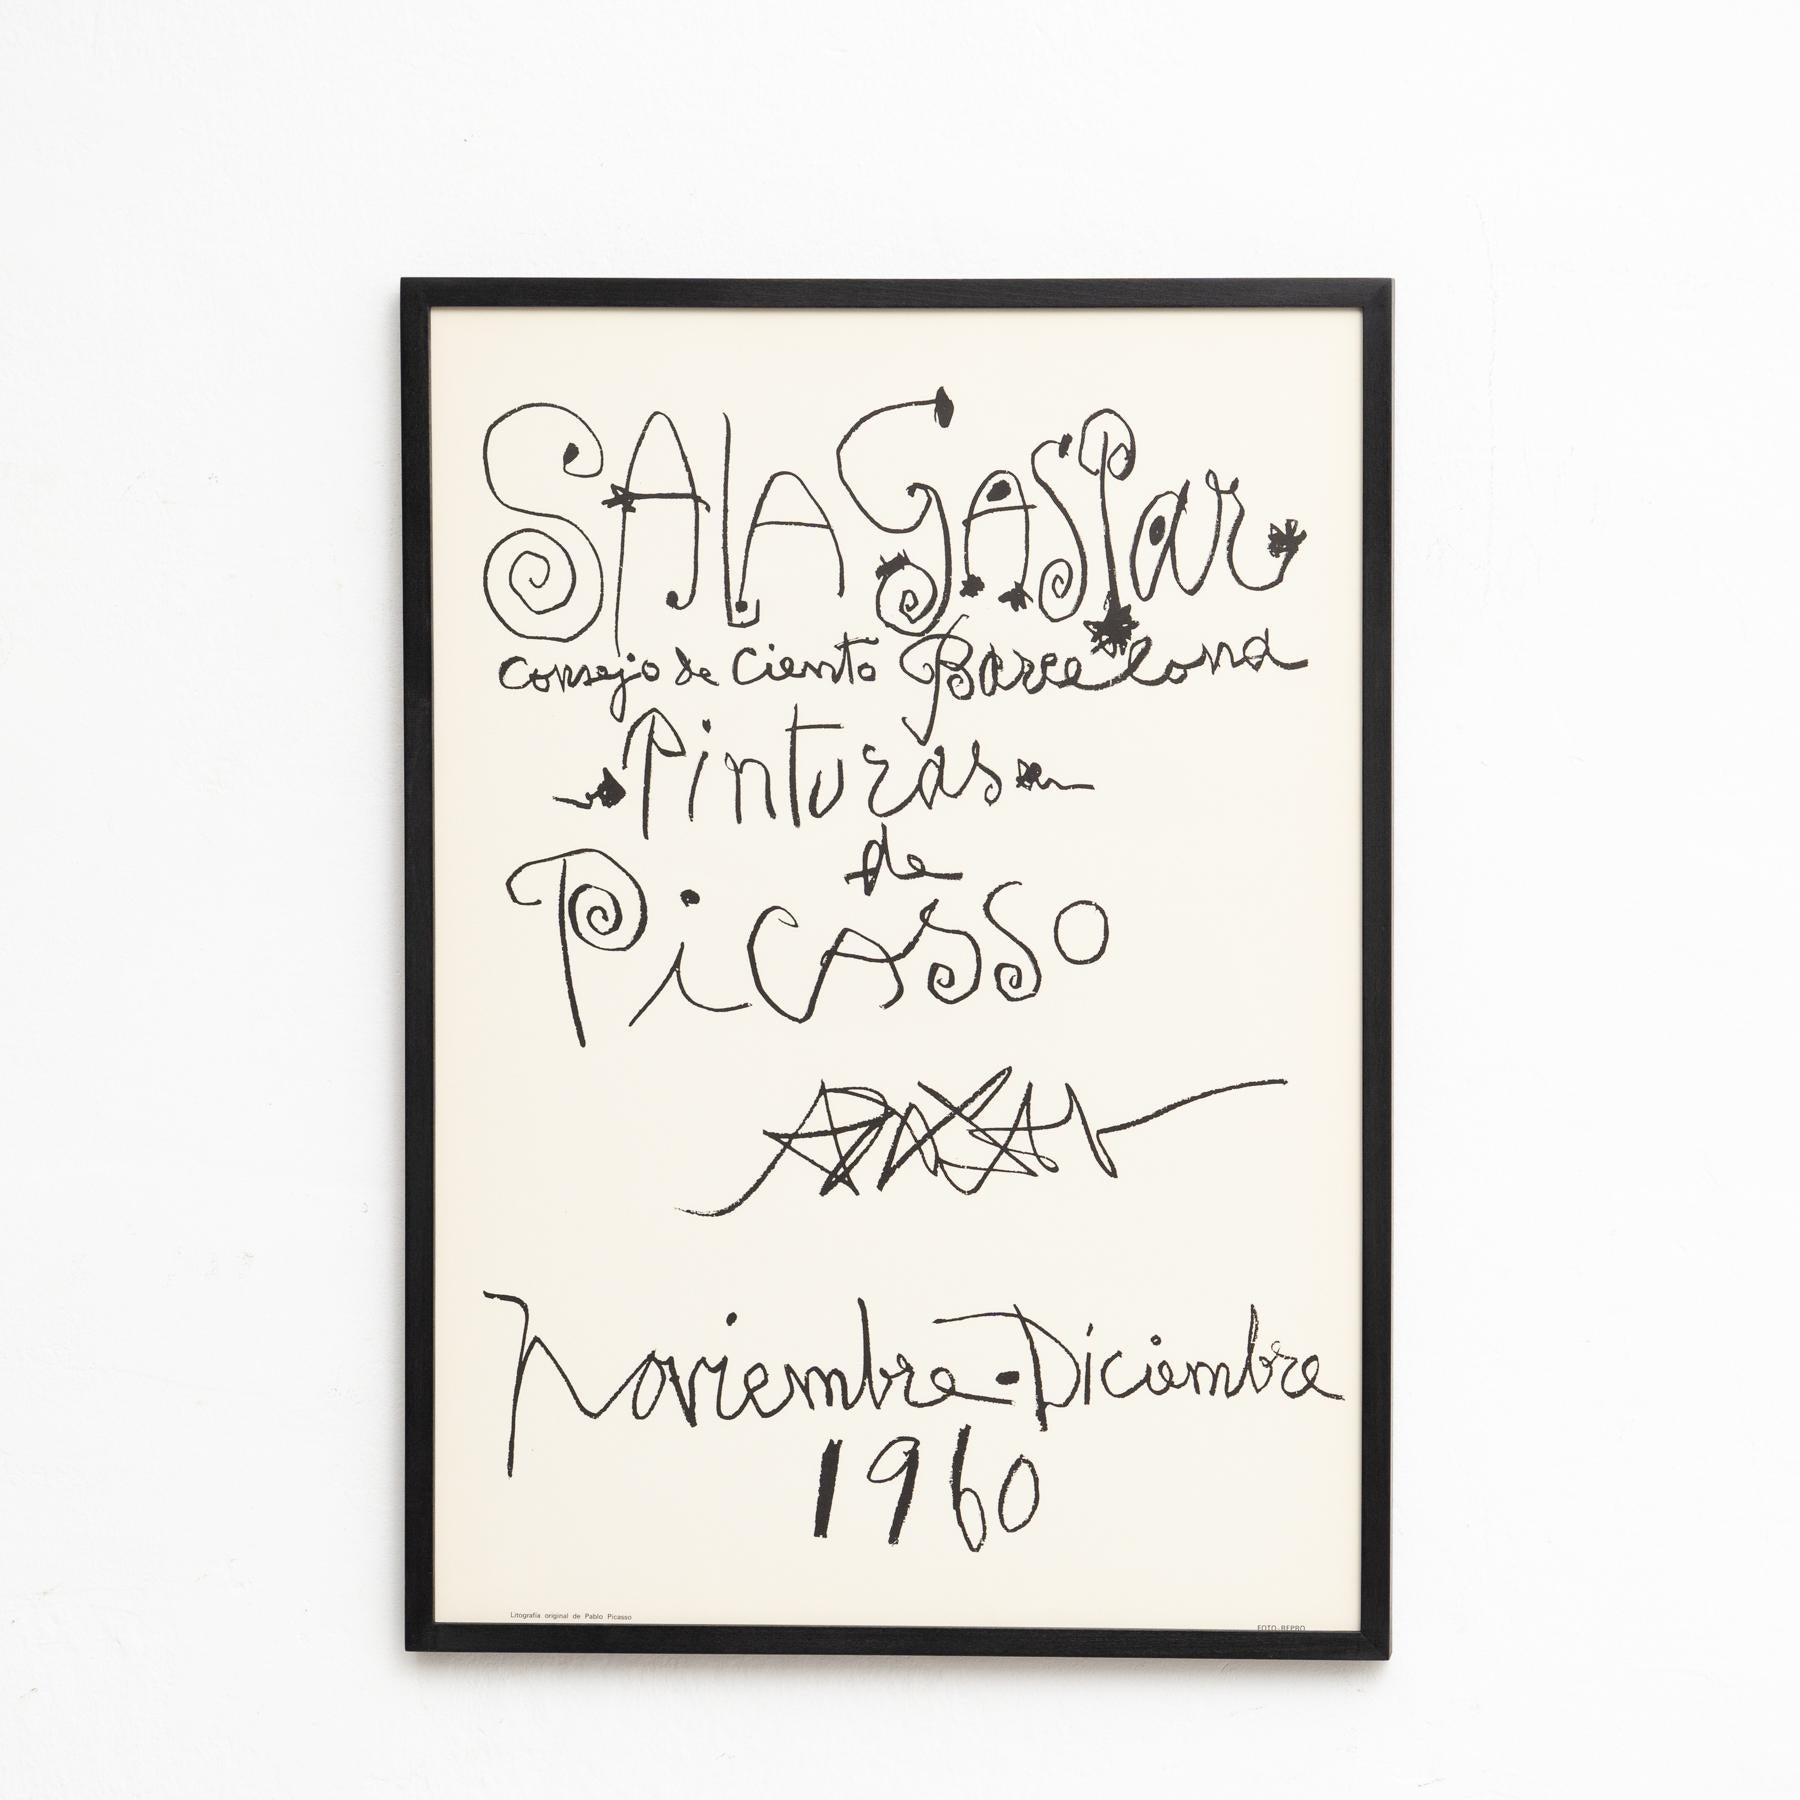 SALA GASPar
consejo de ciento Barcelona
Pinturas
de
Picasso
Noviembre - Diciembre
1960
Litografía original de Pablo Picasso
FOTO-REPRO